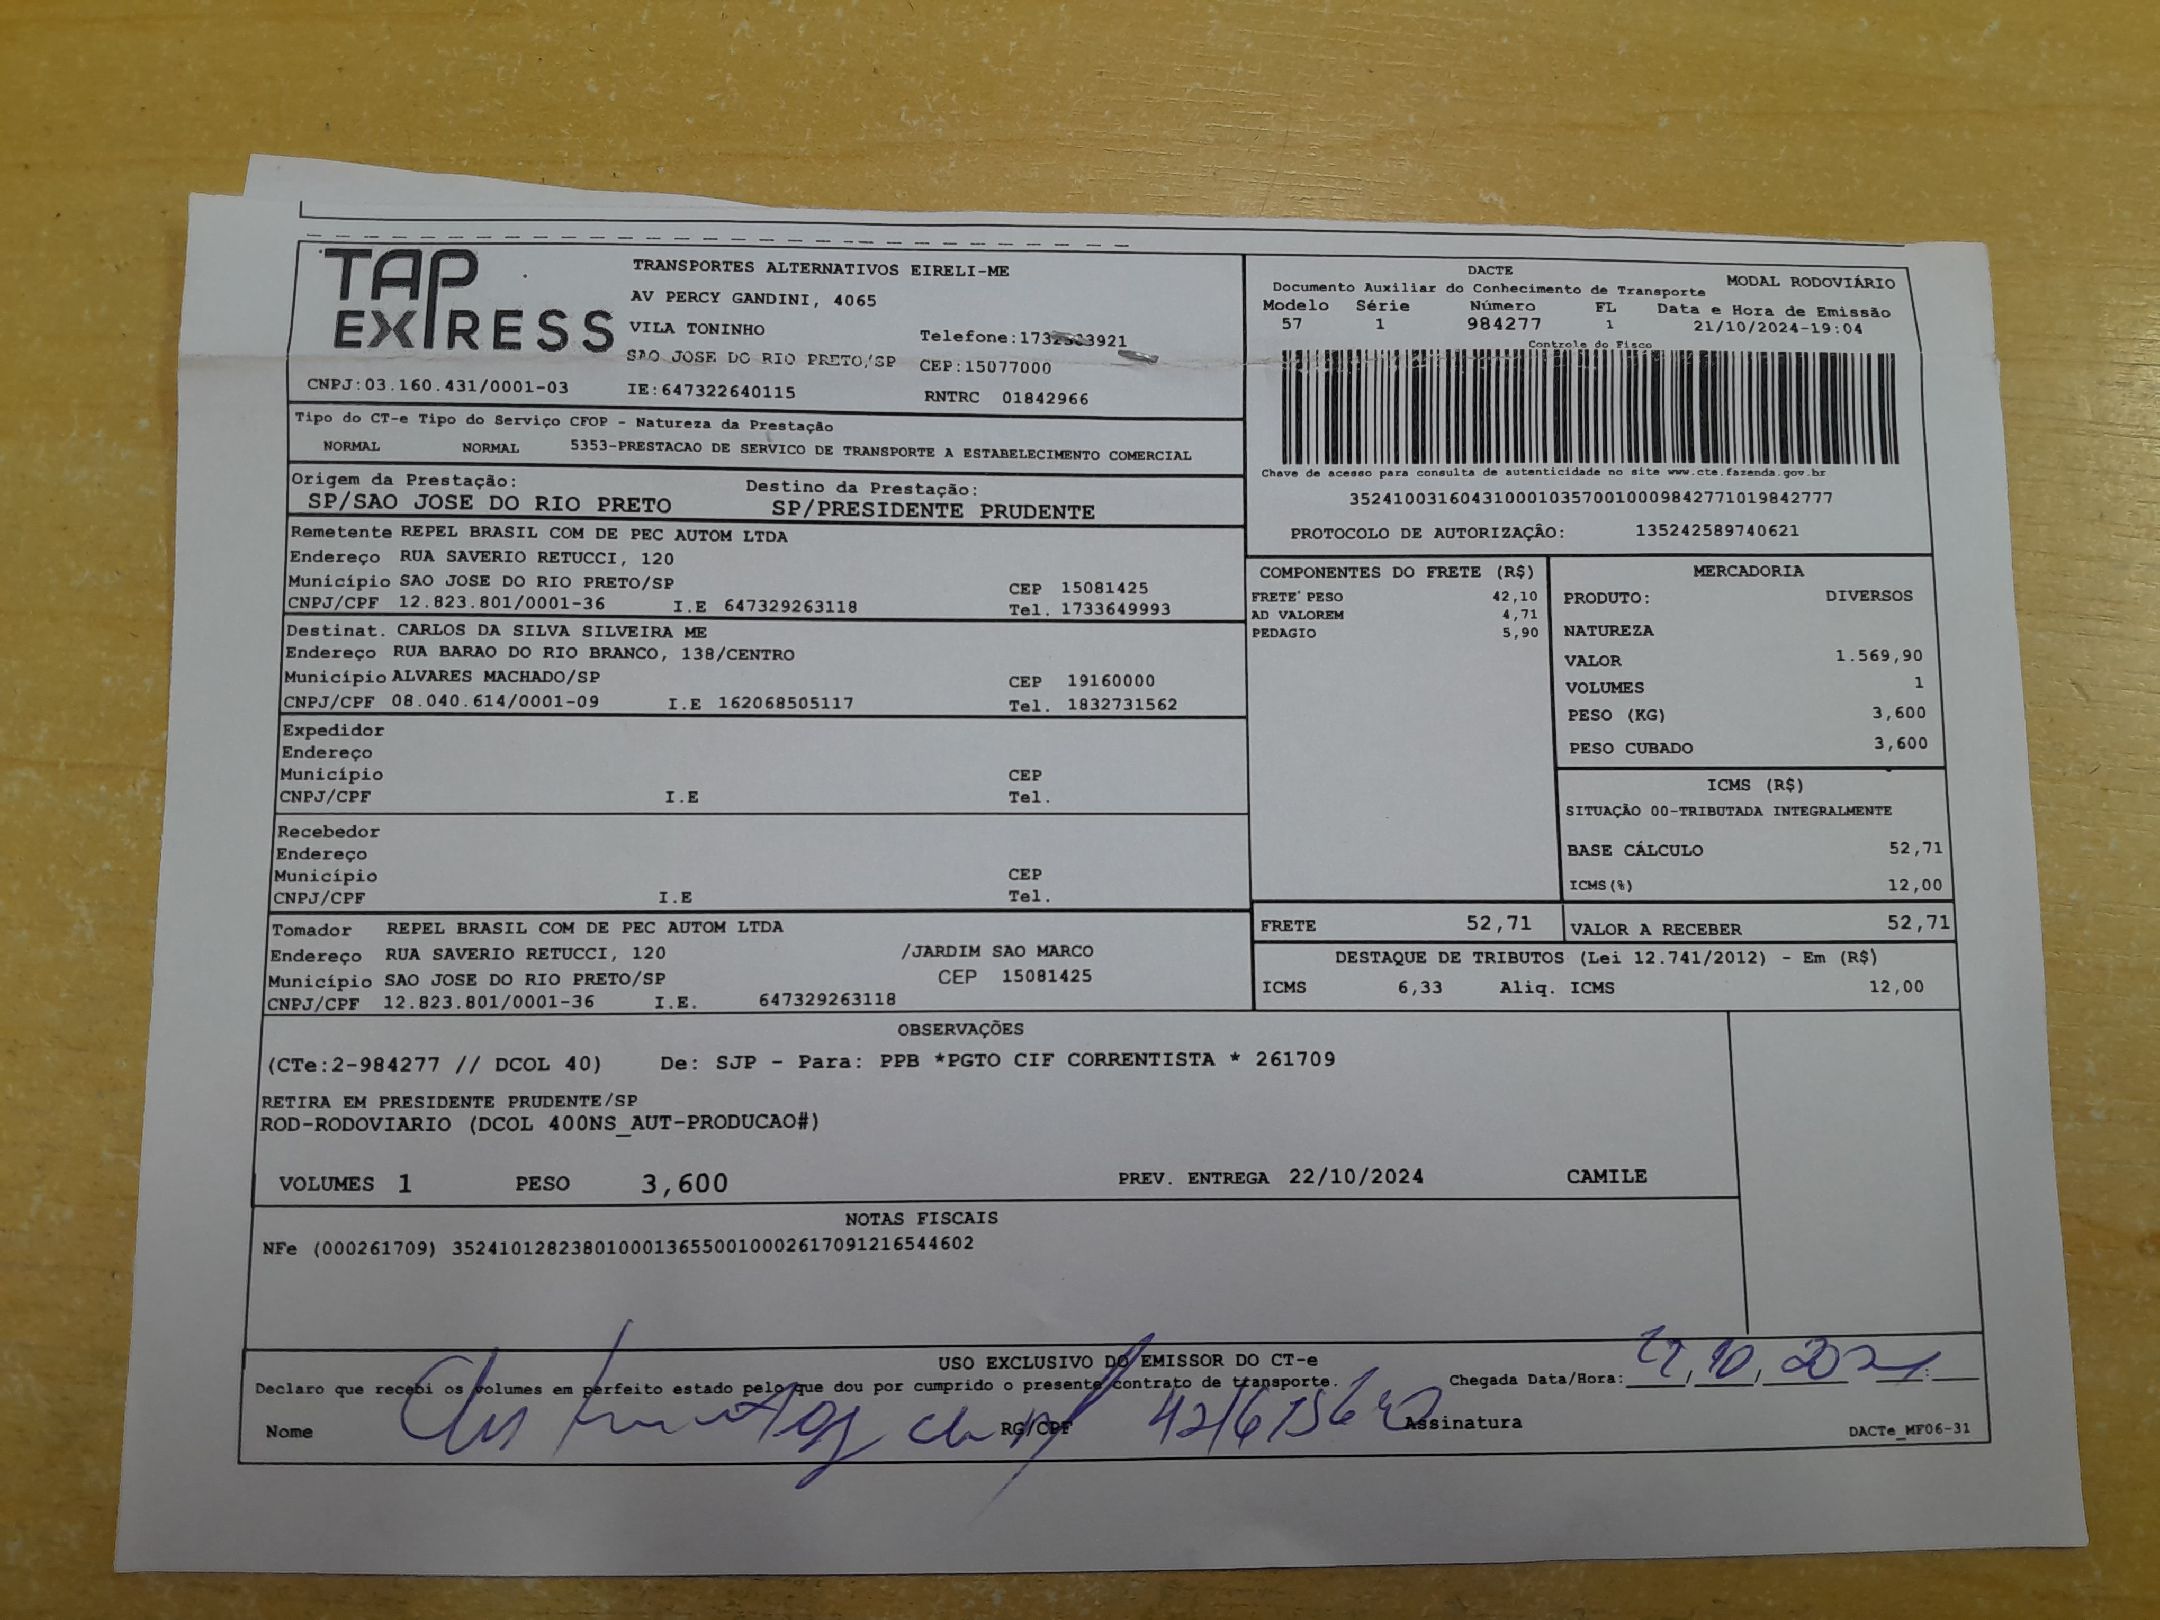 TAP
EXPRESS
TRANSPORTES ALTERNATIVOS EIRELI-ME
AV PERCY GANDINI, 4065
VILA TONINHO
Telefone:
SAO JOSE DO RIO PRETO/SP CEP:15077000
CNPJ:03.160.431/0001-03 IE:647322640115 RNTRC 01842966
DACTE MODAL RODOVIÁRIO
Documento Auxiliar do Conhecimento de Transporte
Modelo Série Número FL Data e Hora de Emissão
57 1 984277 1 21/10/2024-19:04
Controle do Fisco
Chave de acesso para consulta de autenticidade no site www.cte.fazenda.gov.br
35241003160431000103570010009842771019842777
PROTOCOLO DE AUTORIZAÇÃO: 135242589740621
Tipo do CT-e Tipo do Serviço CFOP - Natureza da Prestação
NORMAL NORMAL 5353-PRESTACAO DE SERVICO DE TRANSPORTE A ESTABELECIMENTO COMERCIAL
Origem da Prestação: Destino da Prestação:
SP/SAO JOSE DO RIO PRETO SP/PRESIDENTE PRUDENTE
Remetente REPEL BRASIL COM DE PEC AUTOM LTDA
Endereço RUA SAVERIO RETUCCI, 120
Município SAO JOSE DO RIO PRETO/SP CEP 15081425
CNPJ/CPF 12.823.801/0001-36 I.E 647329263118 Tel. 1733649993
Destinat. CARLOS DA SILVA SILVEIRA ME
Endereço RUA BARAO DO RIO BRANCO, 138/CENTRO
Município ALVARES MACHADO/SP CEP 19160000
CNPJ/CPF 08.040.614/0001-09 I.E 162068505117 Tel. 1832731562
Expedidor
Endereço
Município CEP
CNPJ/CPF I.E Tel.
Recebedor
Endereço
Município CEP
CNPJ/CPF I.E Tel.
Tomador REPEL BRASIL COM DE PEC AUTOM LTDA
Endereço RUA SAVERIO RETUCCI, 120 /JARDIM SAO MARCO
Município SAO JOSE DO RIO PRETO/SP CEP 15081425
CNPJ/CPF 12.823.801/0001-36 I.E. 647329263118
COMPONENTES DO FRETE (R$)
FRETE PESO 42,10
AD VALOREM 4,71
PEDAGIO 5,90
MERCADORIA
PRODUTO: DIVERSOS
NATUREZA
VALOR 1.569,90
VOLUMES 1
PESO (KG) 3,600
PESO CUBADO 3,600
ICMS (R$)
SITUAÇÃO 00-TRIBUTADA INTEGRALMENTE
BASE CÁLCULO 52,71
ICMS(%) 12,00
FRETE 52,71 VALOR A RECEBER 52,71
DESTAQUE DE TRIBUTOS (Lei 12.741/2012) - Em (R$)
ICMS 6,33 Aliq. ICMS 12,00
OBSERVAÇÕES
(CTe:2-984277 // DCOL 40) De: SJP - Para: PPB *PGTO CIF CORRENTISTA * 261709
RETIRA EM PRESIDENTE PRUDENTE/SP
ROD-RODOVIARIO (DCOL 400NS_AUT-PRODUCAO#)
VOLUMES 1 PESO 3,600 PREV. ENTREGA 22/10/2024 CAMILE
NOTAS FISCAIS
NFe (000261709) 35241012823801000136550010002617091216544602
USO EXCLUSIVO DO EMISSOR DO CT-e
Declaro que recebi os volumes em perfeito estado pelo que dou por cumprido o presente contrato de transporte. Chegada Data/Hora:
Nome RG/CPF Assinatura
DACTe_MF06-31